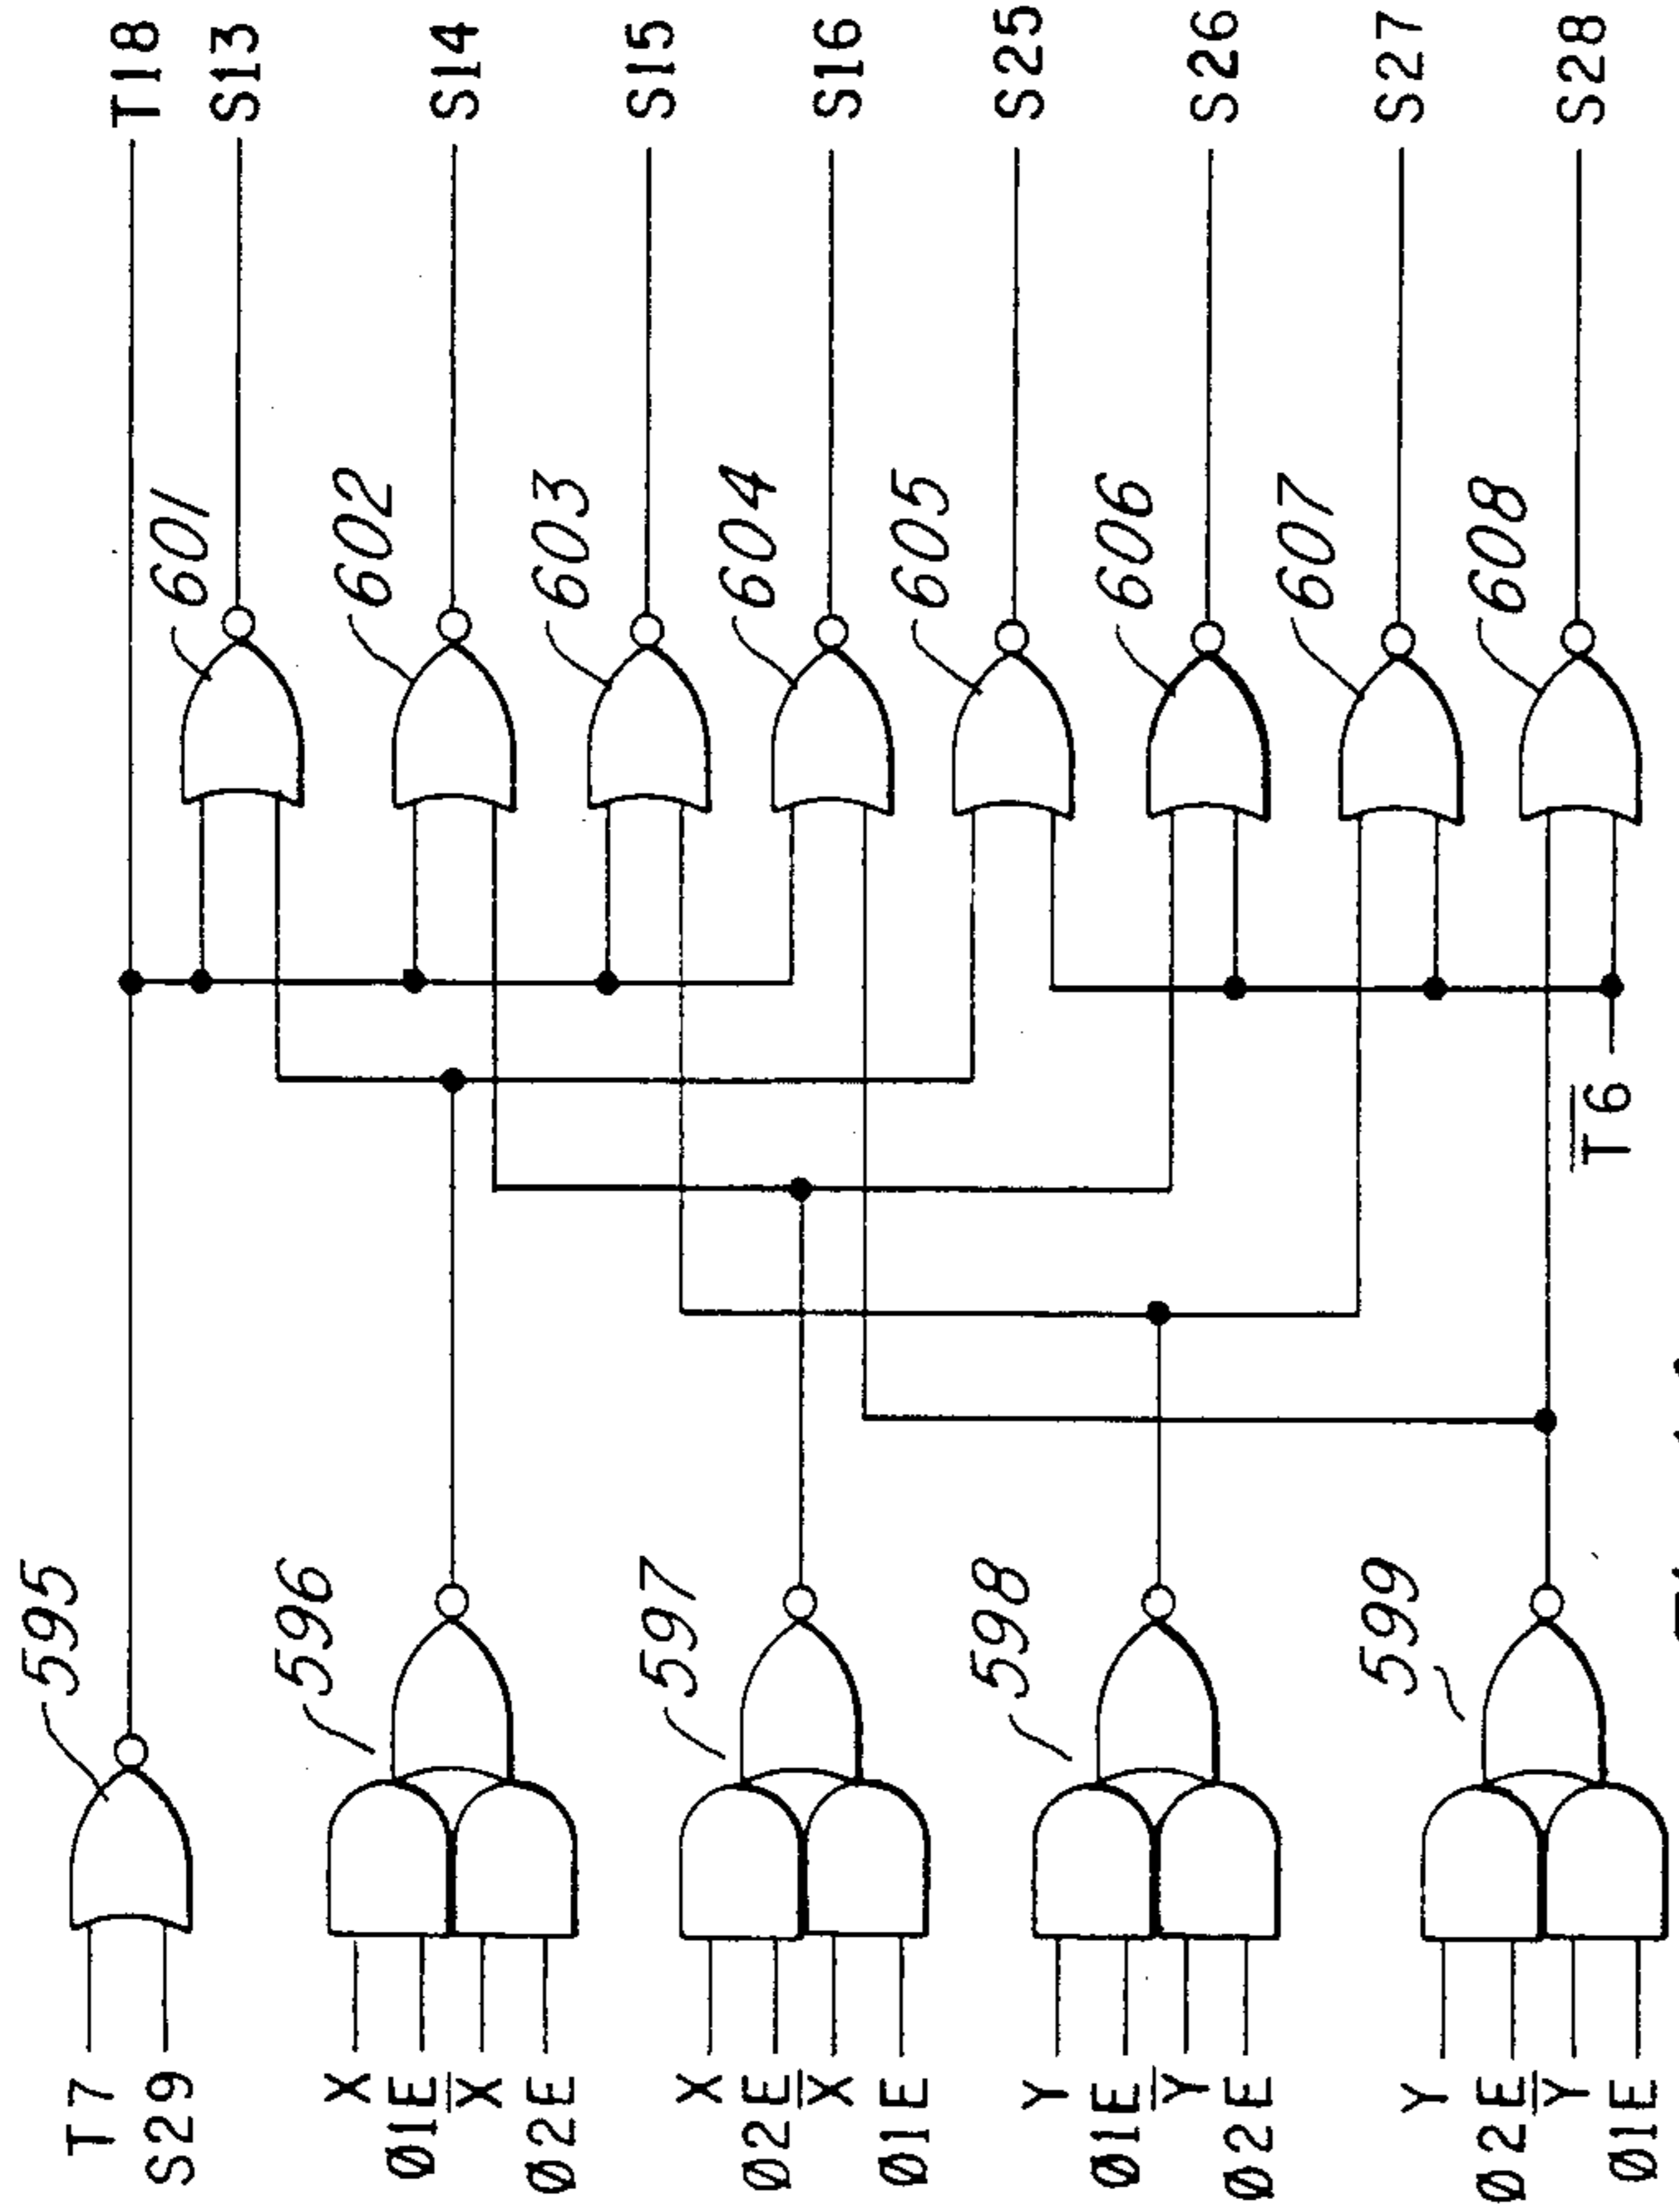 T7
S29
X
Ø1E
X̅
Ø2E
X
Ø2E
X̅
Ø1E
Y
Ø1E
Y̅
Ø2E
Y
Ø2E
Y̅
Ø1E
595
596
597
598
599
T̅6̅
601
602
603
604
605
606
607
608
T18
S13
S14
S15
S16
S25
S26
S27
S28